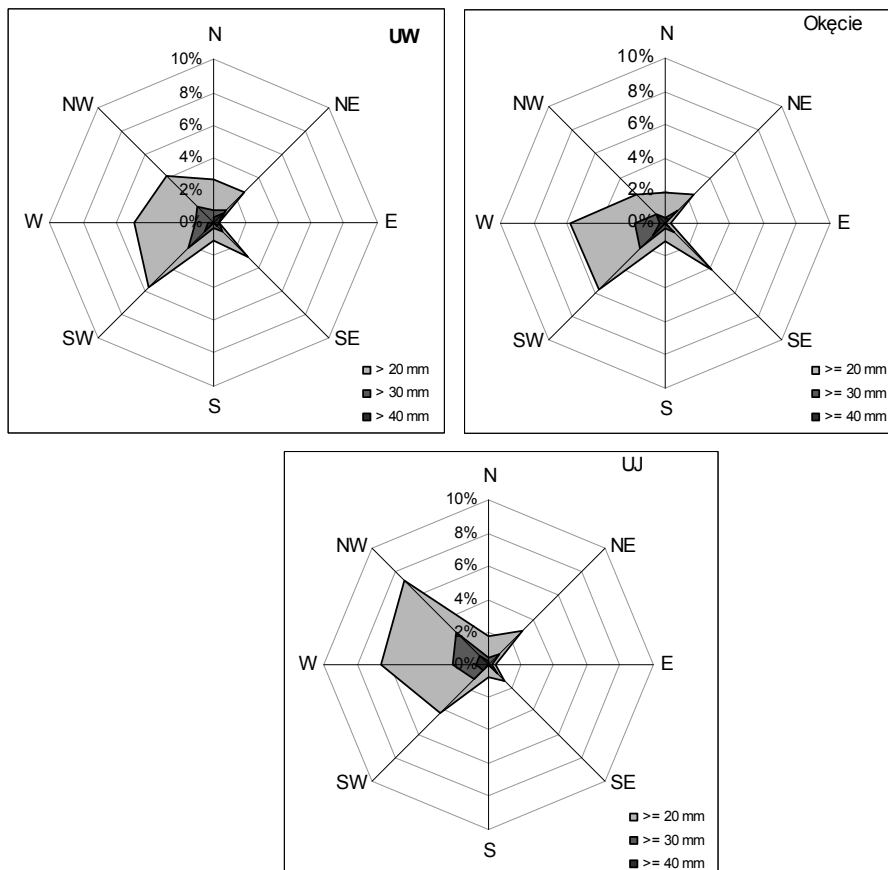 UW
N
NE
E
SE
S
SW
W
NW
10%
8%
6%
4%
2%
0%
> 20 mm
> 30 mm
> 40 mm
Okęcie
N
NE
E
SE
S
SW
W
NW
10%
8%
6%
4%
2%
0%
>= 20 mm
>= 30 mm
>= 40 mm
UJ
N
NE
E
SE
S
SW
W
NW
10%
8%
6%
4%
2%
0%
>= 20 mm
>= 30 mm
>= 40 mm